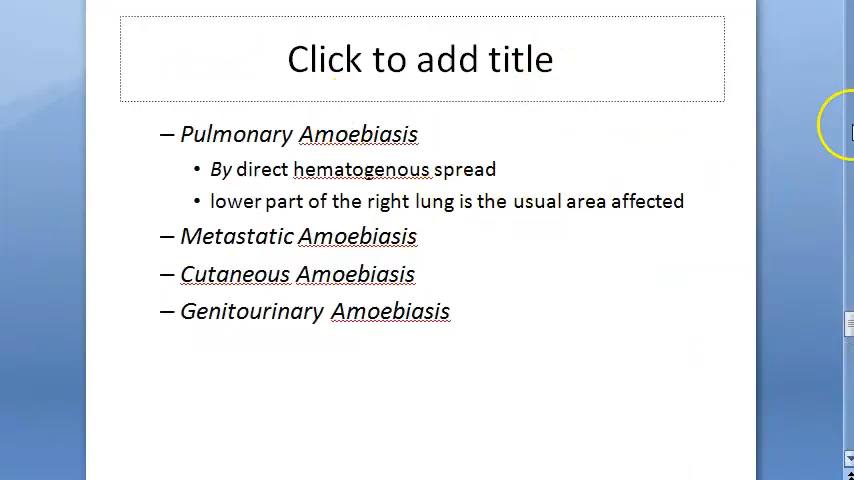 Click to add title
– Pulmonary Amoebiasis
• By direct hematogenous spread
• lower part of the right lung is the usual area affected
– Metastatic Amoebiasis
– Cutaneous Amoebiasis
– Genitourinary Amoebiasis